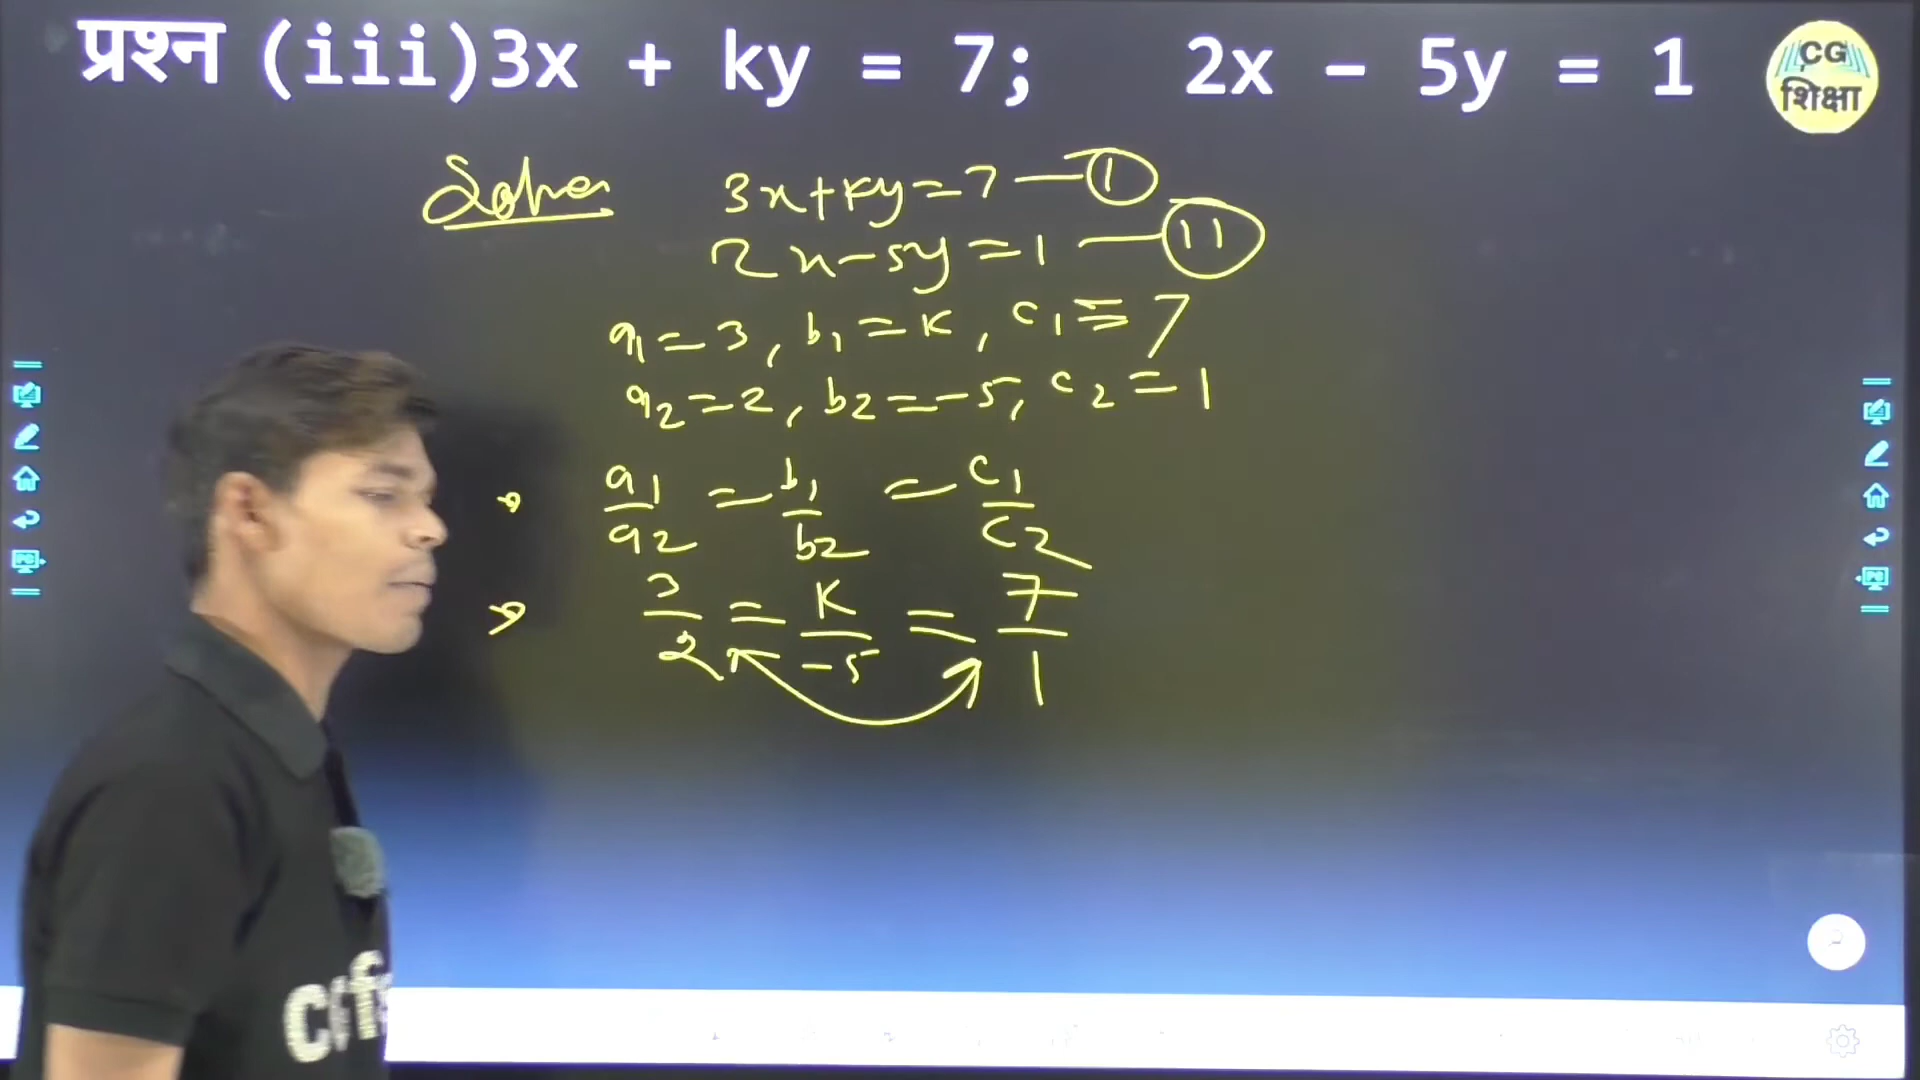 प्रश्न (iii)3x + ky = 7; 2x – 5y = 1
CG
शिक्षा
3x+ky=7 — (1)
2x-5y=1 — (11)
a1=3, b1=k, c1=7
a2=2, b2=-5, c2=1
a1/a2 = b1/b2 = c1/c2
3/2 = k/-5 = 7/1